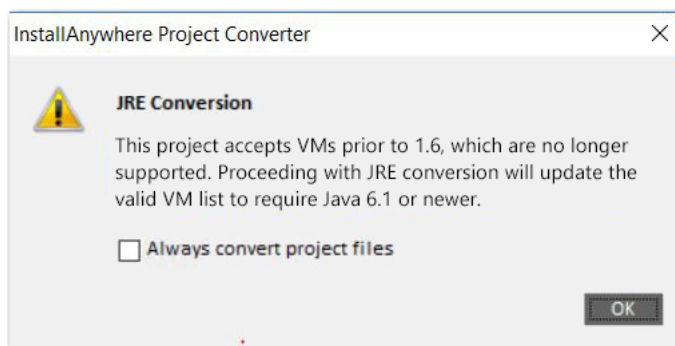 InstallAnywhere Project Converter
JRE Conversion
This project accepts VMs prior to 1.6, which are no longer
supported. Proceeding with JRE conversion will update the
valid VM list to require Java 6.1 or newer.
Always convert project files
OK